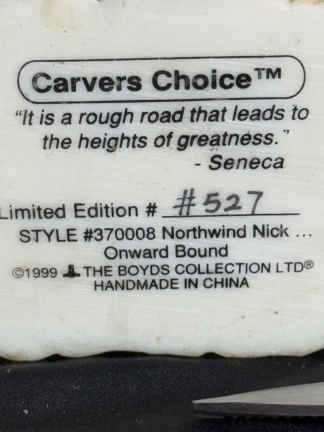 Carvers Choice™
"It is a rough road that leads to
the heights of greatness."
- Seneca
Limited Edition # #527
STYLE #370008 Northwind Nick ...
Onward Bound
©1999 THE BOYDS COLLECTION LTD®
HANDMADE IN CHINA